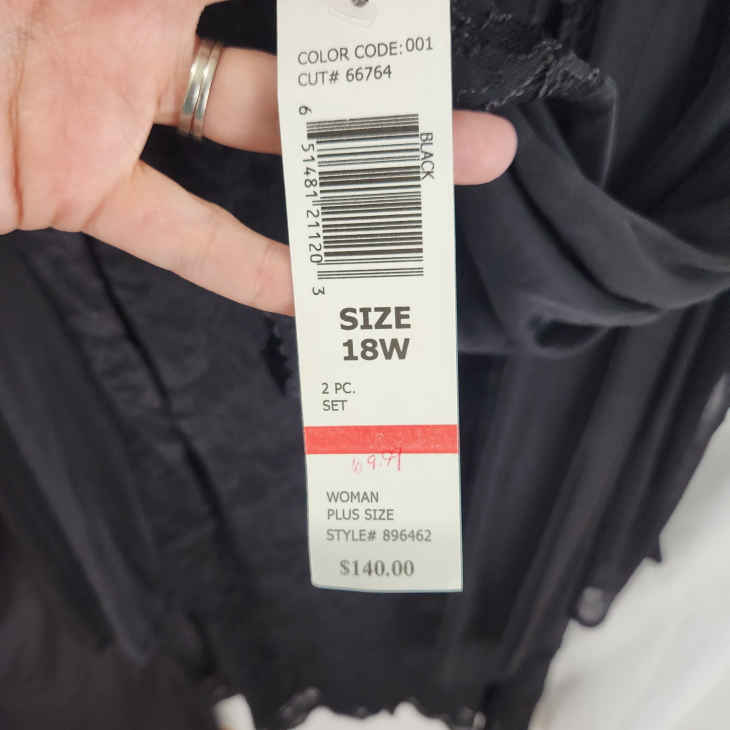 COLOR CODE: 001
CUT# 66764
BLACK
6 51481 21120 3
SIZE
18W
2 PC.
SET
WOMAN
PLUS SIZE
STYLE# 896462
$140.00